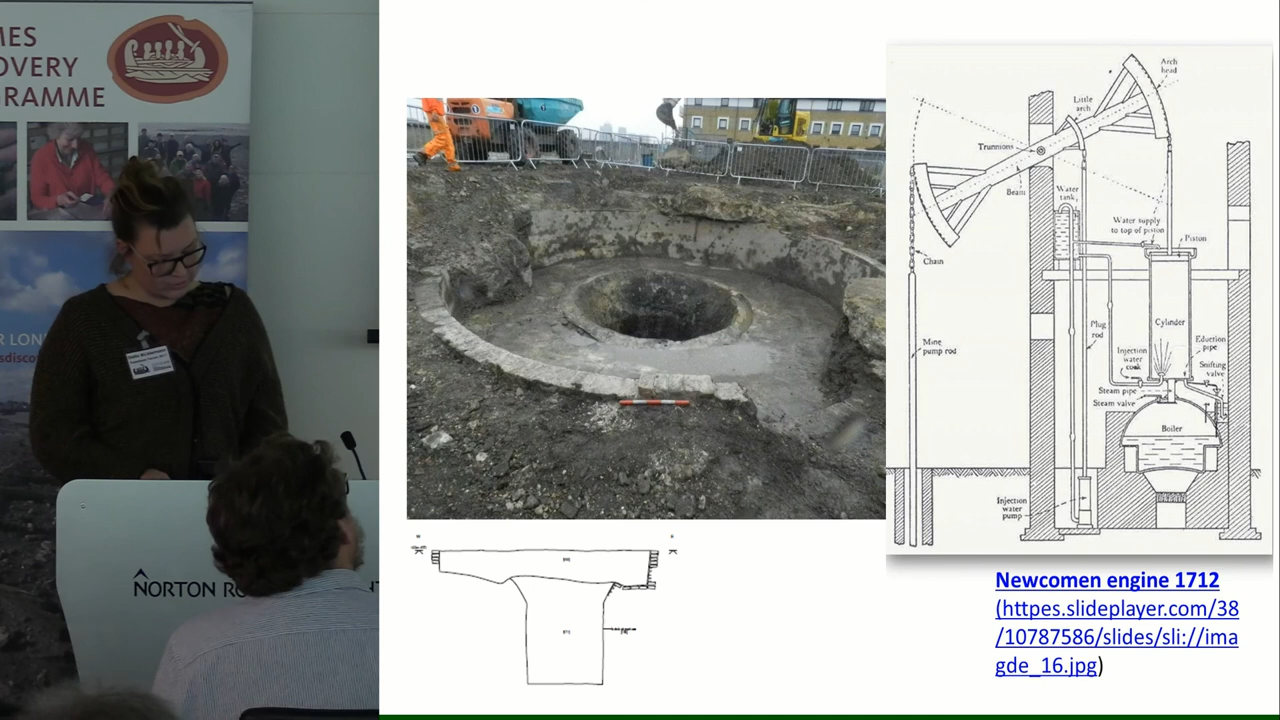 MES
OVERY
RAMME
R LON
sdisco
NORTON RO
Arch
head
Little
arch
Trunnions
Beam
Water
tank
Water supply
to top of piston
Piston
Chain
Cylinder
Mine
pump rod
Plug
rod
Eduction
pipe
Injection
water
cock
Snifting
valve
Steam pipe
Steam valve
Boiler
Injection
water
pump
Newcomen engine 1712
(httpes.slideplayer.com/38
/10787586/slides/sli://ima
gde_16.jpg)